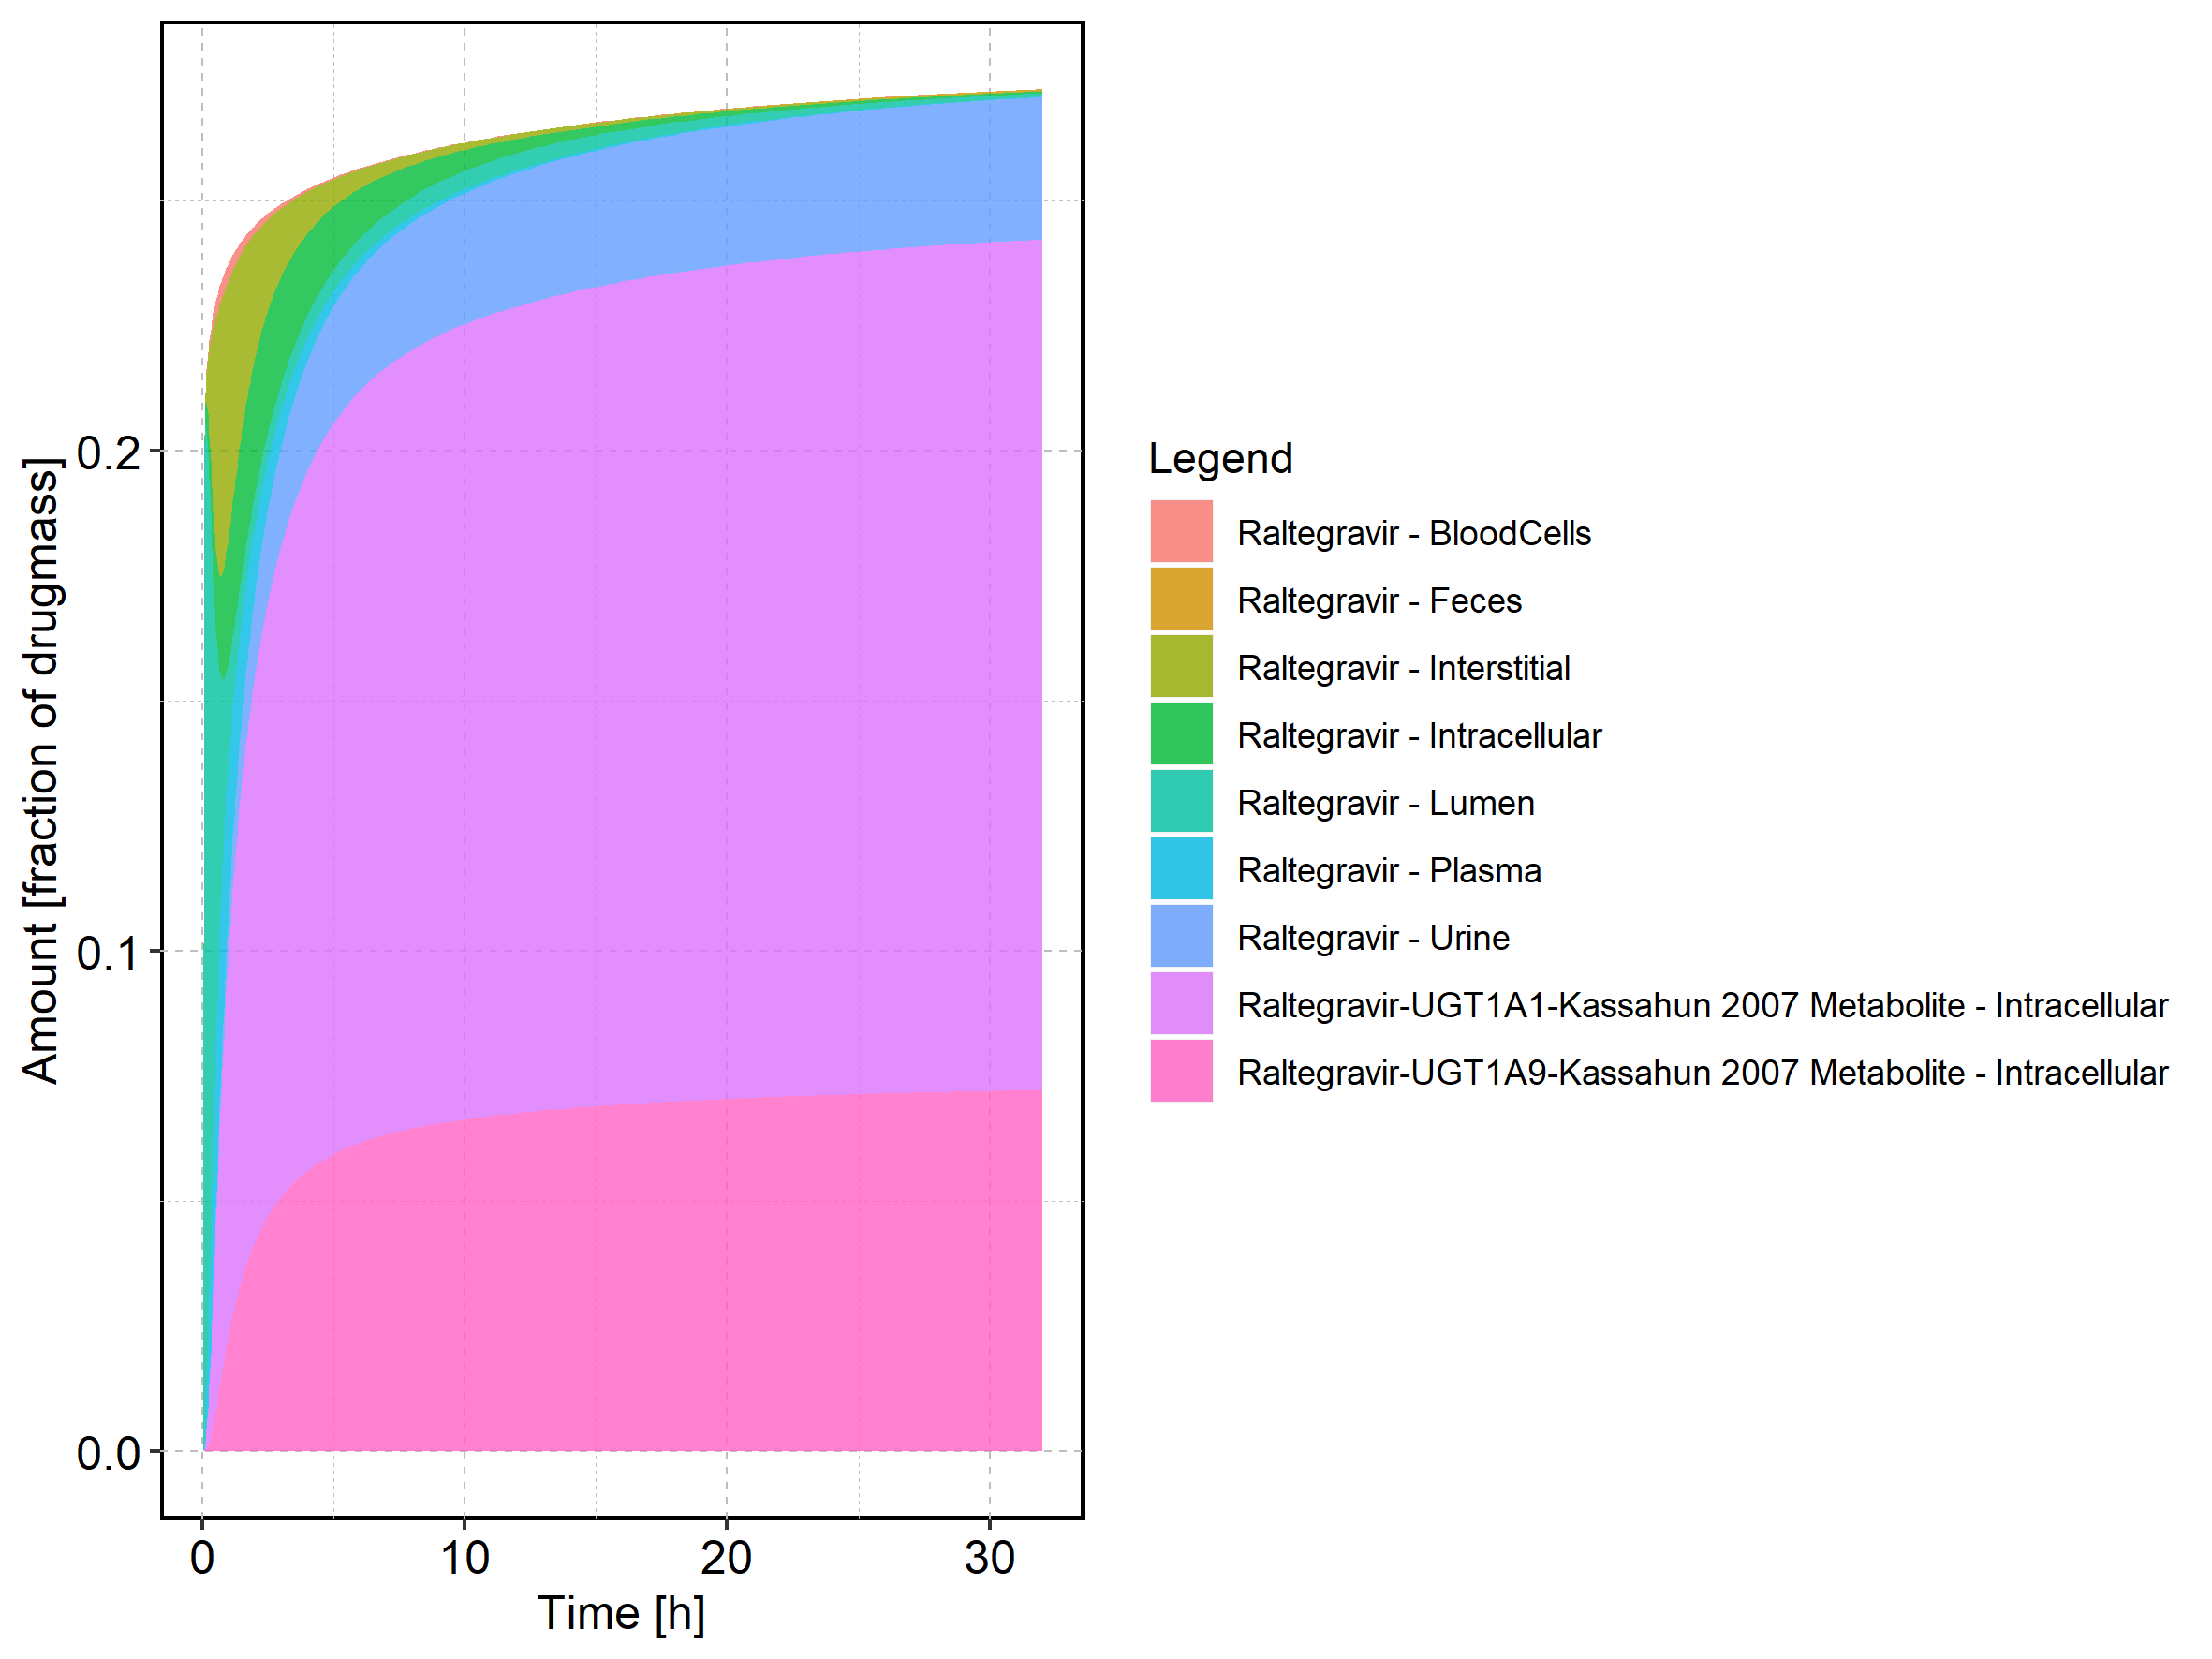 Amount [fraction of drugmass]
0.2
0.1
0.0
0
10
20
30
Time [h]
Legend
Raltegravir - BloodCells
Raltegravir - Feces
Raltegravir - Interstitial
Raltegravir - Intracellular
Raltegravir - Lumen
Raltegravir - Plasma
Raltegravir - Urine
Raltegravir-UGT1A1-Kassahun 2007 Metabolite - Intracellular
Raltegravir-UGT1A9-Kassahun 2007 Metabolite - Intracellular